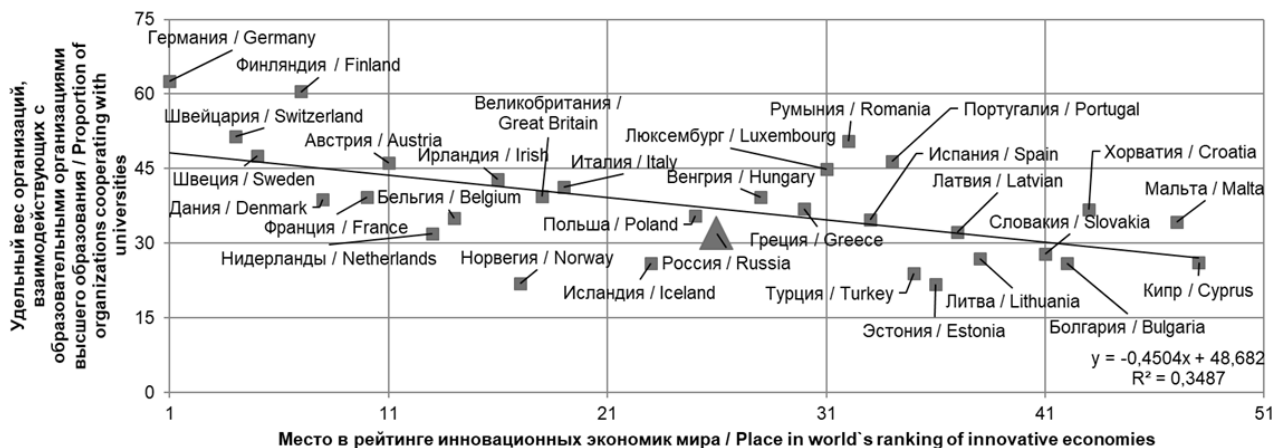 Удельный вес организаций,
взаимодействующих с
образовательными организациями
высшего образования / Proportion of
organizations cooperating with
universities
75
60
45
30
15
0
Германия / Germany
Финляндия / Finland
Швейцария / Switzerland
Великобритания /
Great Britain
Румыния / Romania
Португалия / Portugal
Австрия / Austria
Люксембург / Luxembourg
Ирландия / Irish
Италия / Italy
Испания / Spain
Хорватия / Croatia
Швеция / Sweden
Венгрия / Hungary
Латвия / Latvian
Мальта / Malta
Дания / Denmark
Бельгия / Belgium
Франция / France
Польша / Poland
Греция / Greece
Словакия / Slovakia
Нидерланды / Netherlands
Норвегия / Norway
Россия / Russia
Исландия / Iceland
Турция / Turkey
Литва / Lithuania
Кипр / Cyprus
Эстония / Estonia
Болгария / Bulgaria
y = -0,4504x + 48,682
R² = 0,3487
1
11
21
31
41
51
Место в рейтинге инновационных экономик мира / Place in world`s ranking of innovative economies